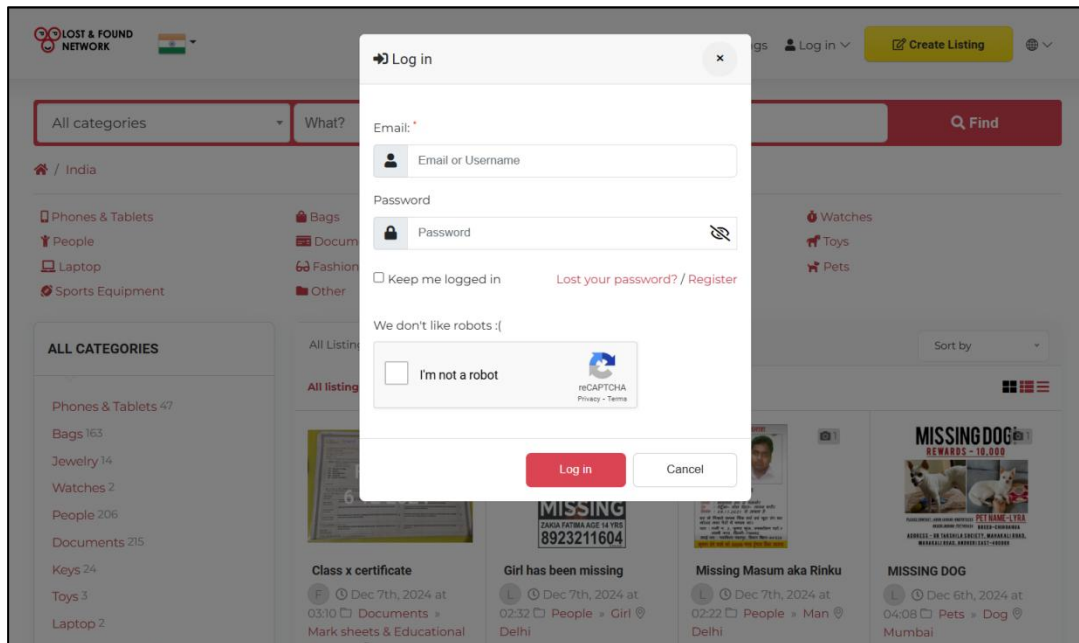 LOST & FOUND
NETWORK
gs
Log in
Create Listing
Log in
×
All categories
What?
Find
/ India
Email: *
Email or Username
Password
Password
Keep me logged in
Lost your password? / Register
We don't like robots :(
I'm not a robot
reCAPTCHA
Privacy - Terms
Log in
Cancel
Phones & Tablets
Bags
Watches
People
Docum
Toys
Laptop
Fashion
Pets
Sports Equipment
Other
ALL CATEGORIES
All Listing
Sort by
All listing
Phones & Tablets 47
Bags 163
Jewelry 14
Watches 2
People 206
Documents 215
Keys 24
Toys 3
Laptop 2
MISSING
ZAKIA FATIMA AGE 14 YRS
8923211604
1
MISSING DOG
1
REWARDS - 10,000
PET NAME-LYRA
Class x certificate
F Dec 7th, 2024 at
03:10 Documents »
Mark sheets & Educational
Girl has been missing
L Dec 7th, 2024 at
02:32 People » Girl
Delhi
Missing Masum aka Rinku
L Dec 7th, 2024 at
02:22 People » Man
Delhi
MISSING DOG
L Dec 6th, 2024 at
04:08 Pets » Dog
Mumbai